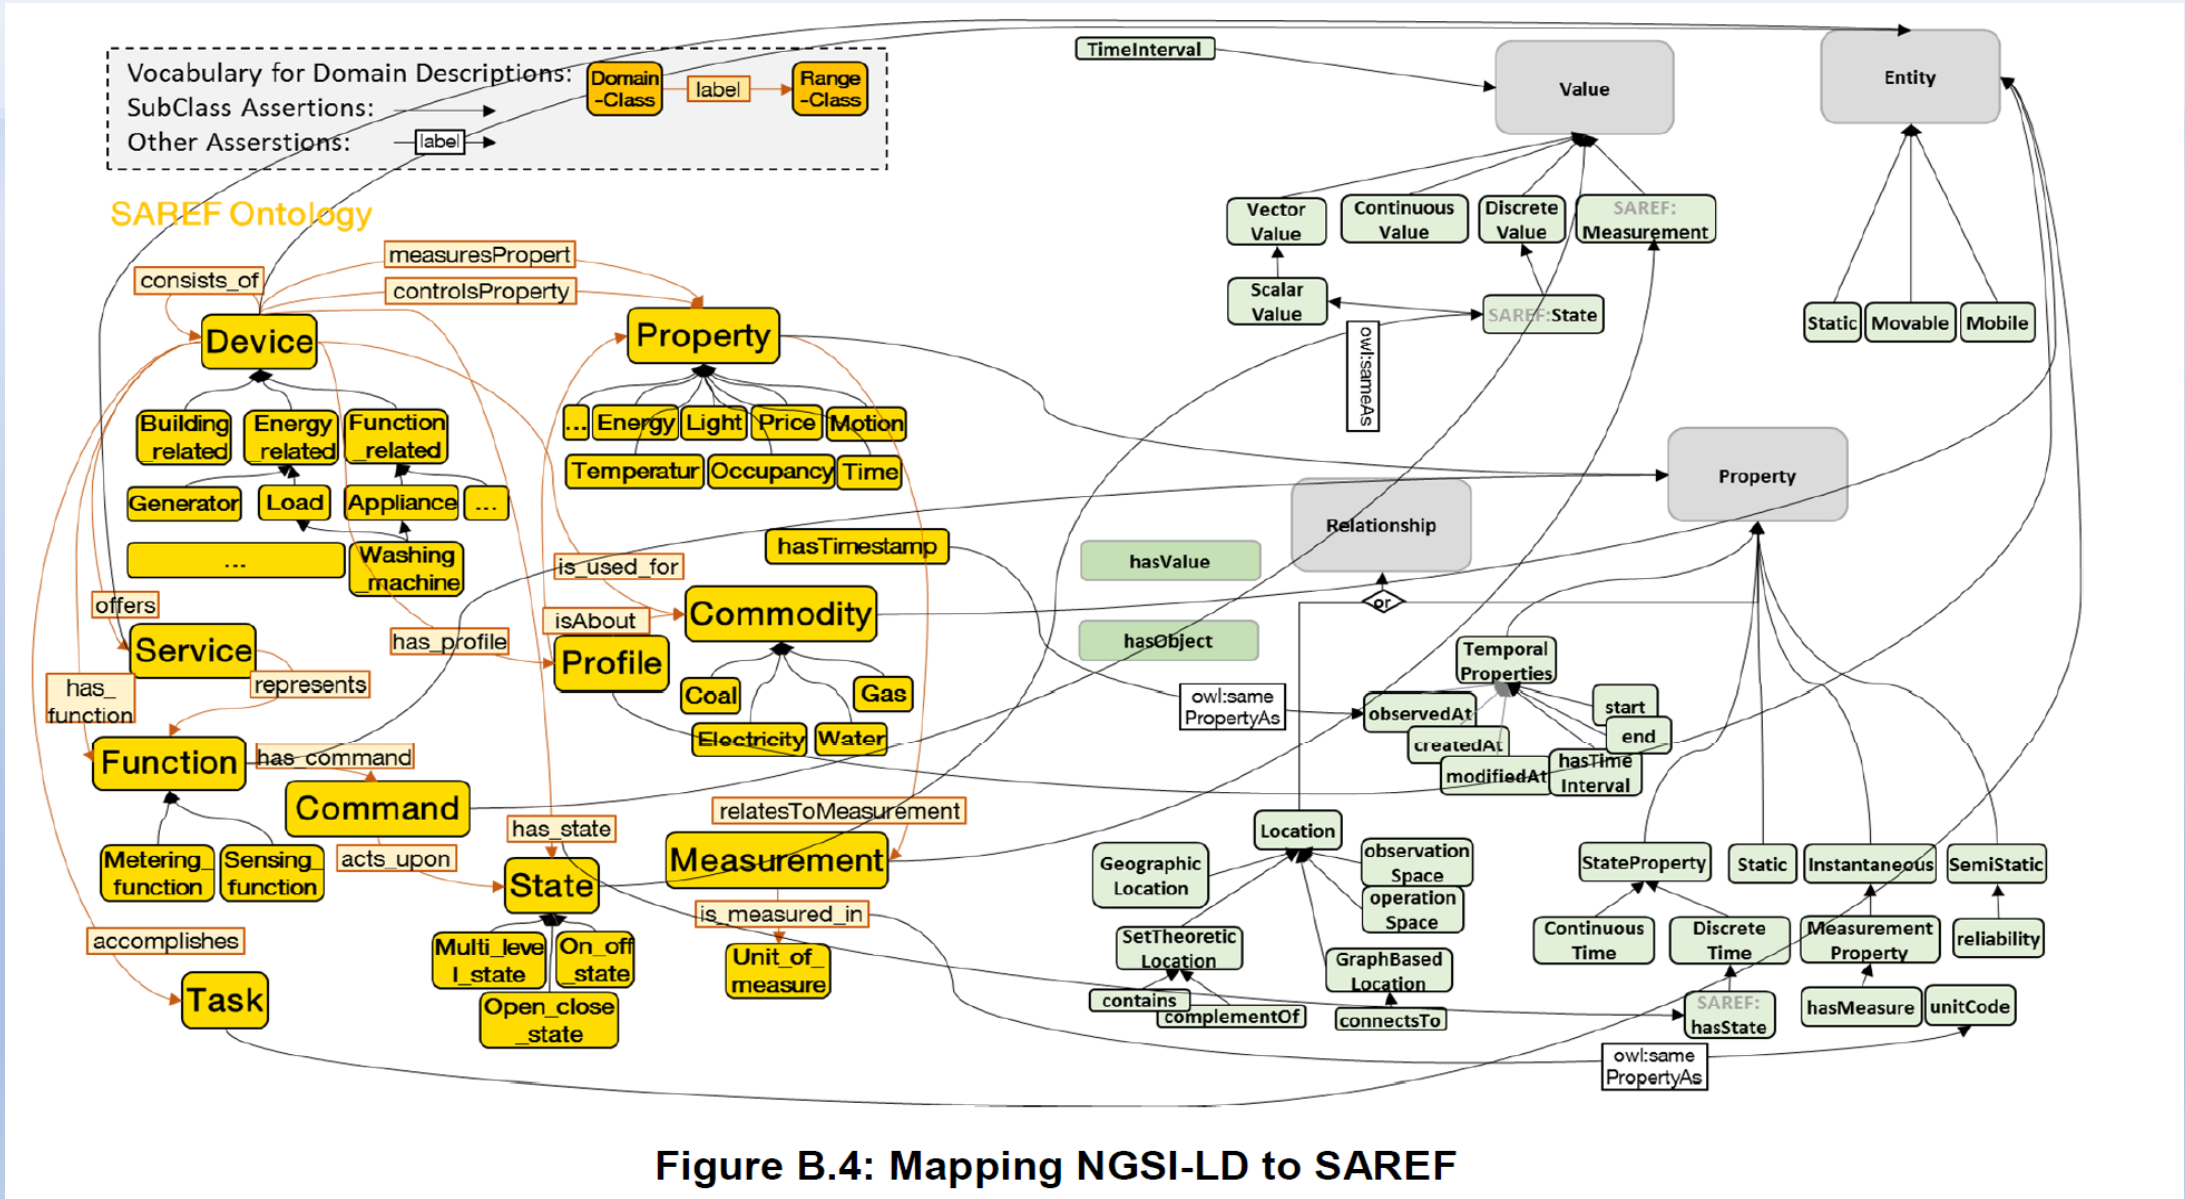 Vocabulary for Domain Descriptions:
Domain
-Class
label
Range
-Class
SubClass Assertions:
Other Asserstions:
label
SAREF Ontology
TimeInterval
Value
Entity
Vector
Value
Continuous
Value
Discrete
Value
SAREF:
Measurement
Scalar
Value
SAREF:State
Static
Movable
Mobile
owl:sameAs
consists_of
measuresPropert
controlsProperty
Device
Property
Building
_related
Energy
_related
Function
_related
...
Energy
Light
Price
Motion
Temperatur
Occupancy
Time
Generator
Load
Appliance
...
...
Washing
_machine
hasTimestamp
Relationship
Property
hasValue
hasObject
or
is_used_for
offers
isAbout
Commodity
Service
has_profile
Profile
represents
has_
function
Coal
Gas
Electricity
Water
owl:same
PropertyAs
Temporal
Properties
observedAt
createdAt
modifiedAt
start
end
hasTime
Interval
Function
has_command
Command
relatesToMeasurement
has_state
Measurement
acts_upon
State
Metering_
function
Sensing_
function
is_measured_in
accomplishes
Multi_leve
l_state
On_off
_state
Unit_of_
measure
Task
Open_close
_state
Location
Geographic
Location
observation
Space
operation
Space
SetTheoretic
Location
GraphBased
Location
contains
complementOf
connectsTo
StateProperty
Static
Instantaneous
SemiStatic
Continuous
Time
Discrete
Time
Measurement
Property
reliability
SAREF:
hasState
hasMeasure
unitCode
owl:same
PropertyAs
Figure B.4: Mapping NGSI-LD to SAREF